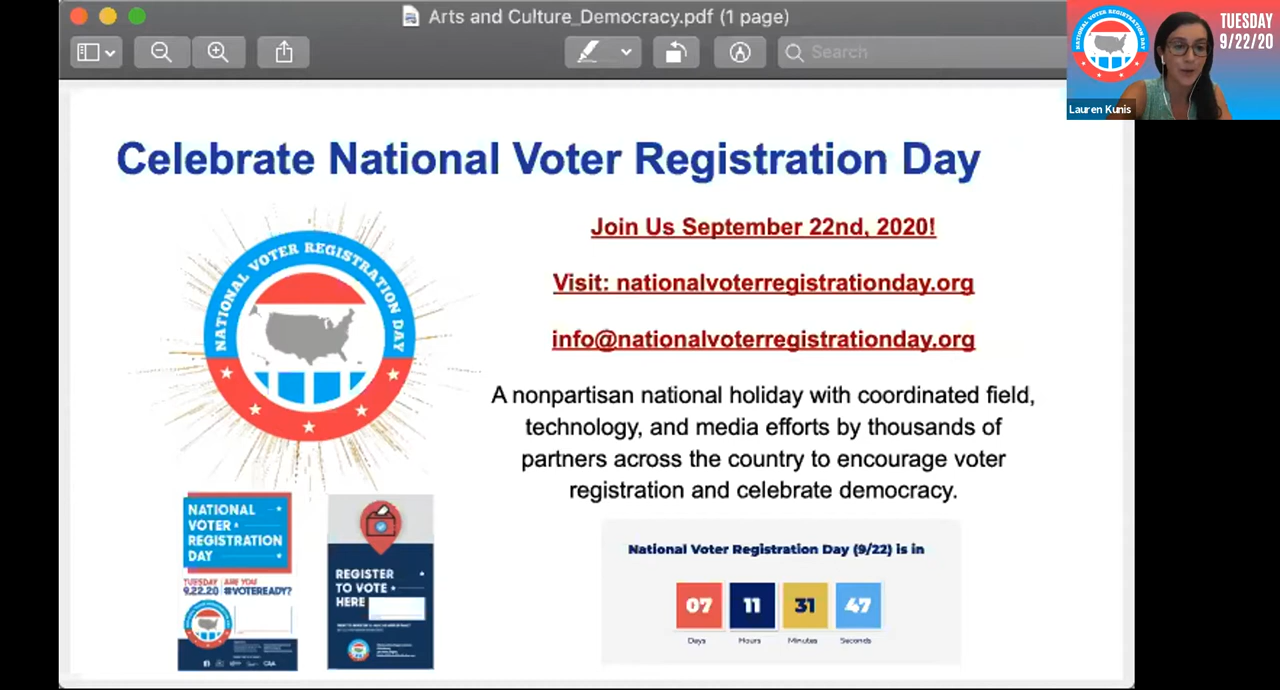 Arts and Culture_Democracy.pdf (1 page)
Search
NATIONAL VOTER REGISTRATION DAY
TUESDAY
9/22/20
Lauren Kunis
Celebrate National Voter Registration Day
Join Us September 22nd, 2020!
Visit: nationalvoterregistrationday.org
info@nationalvoterregistrationday.org
A nonpartisan national holiday with coordinated field,
technology, and media efforts by thousands of
partners across the country to encourage voter
registration and celebrate democracy.
NATIONAL VOTER REGISTRATION DAY
NATIONAL
VOTER
REGISTRATION
DAY
TUESDAY ARE YOU
9.22.20 #VOTEREADY?
REGISTER
TO VOTE
HERE
National Voter Registration Day (9/22) is in
07 11 31 47
Days Hours Minutes Seconds